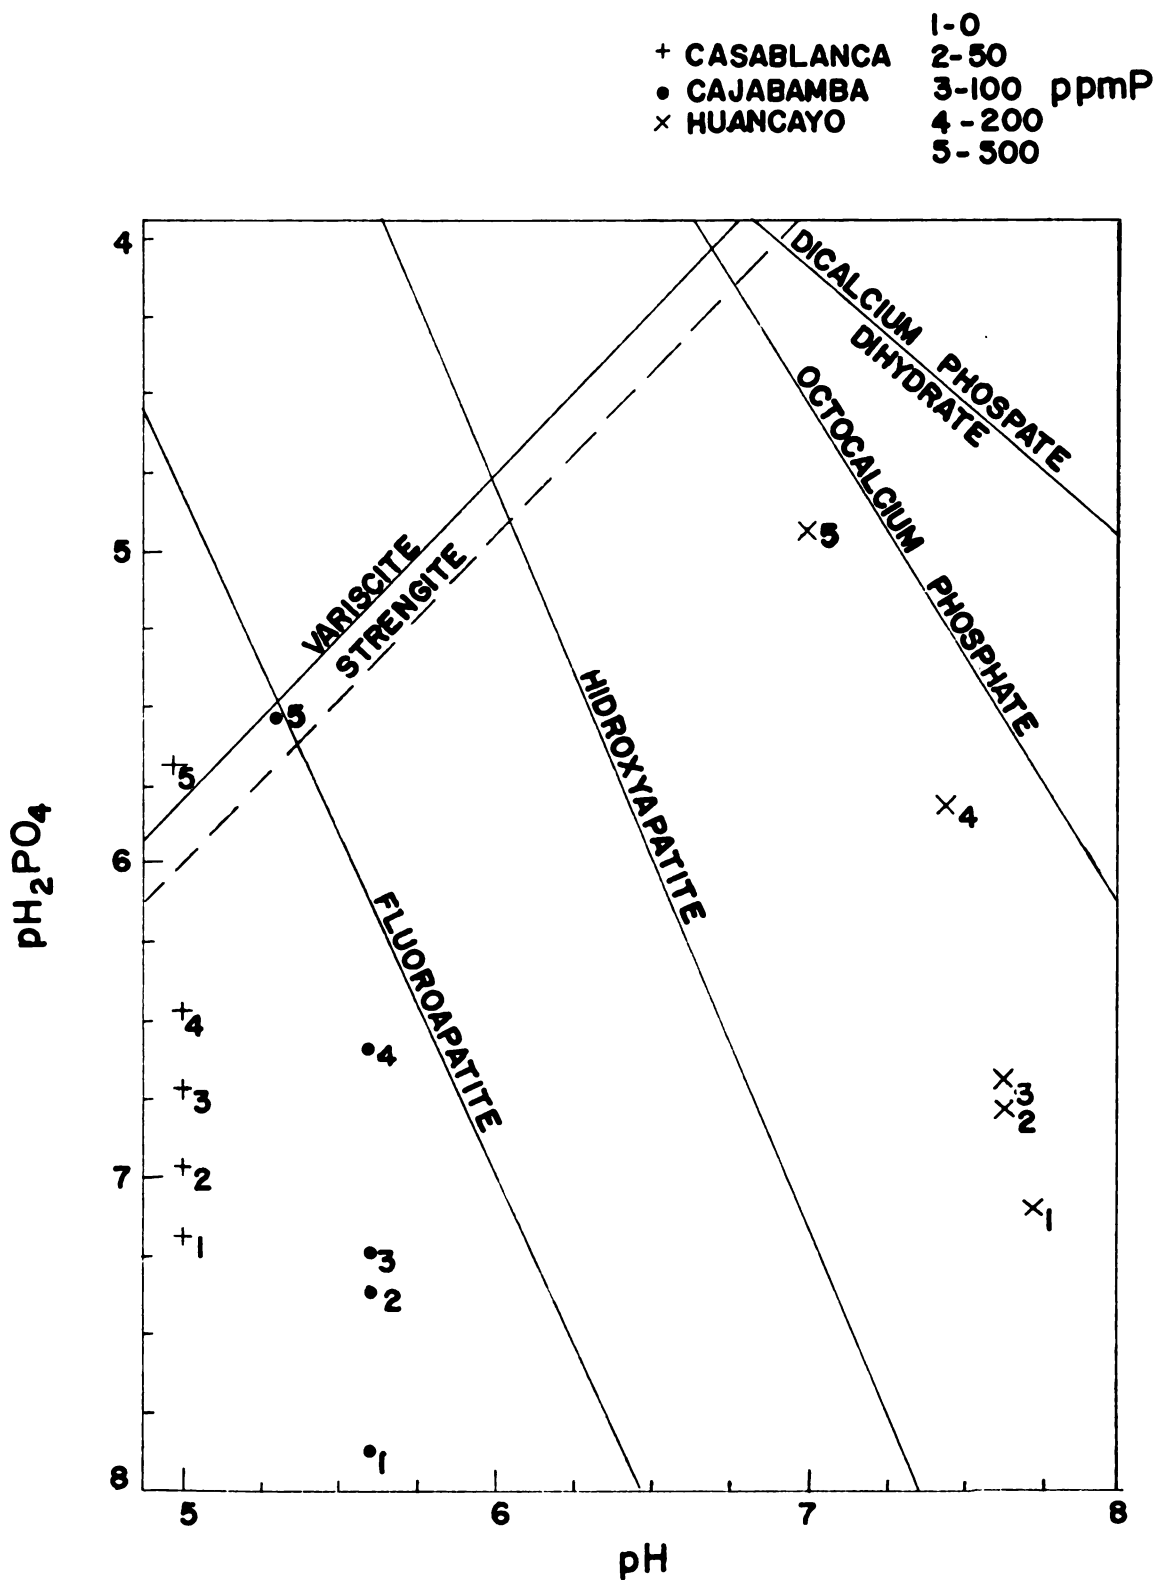 1-0
+ CASABLANCA 2-50
• CAJABAMBA 3-100 ppmP
× HUANCAYO 4-200
5-500
4
DICALCIUM PHOSPATE
DIHYDRATE
OCTOCALCIUM PHOSPHATE
5
5
VARISCITE
STRENGITE
HIDROXYAPATITE
5
5
4
pH₂PO₄
6
FLUOROAPATITE
4
4
3
3
2
7
2
1
1
3
2
1
8
5 6 7 8
pH